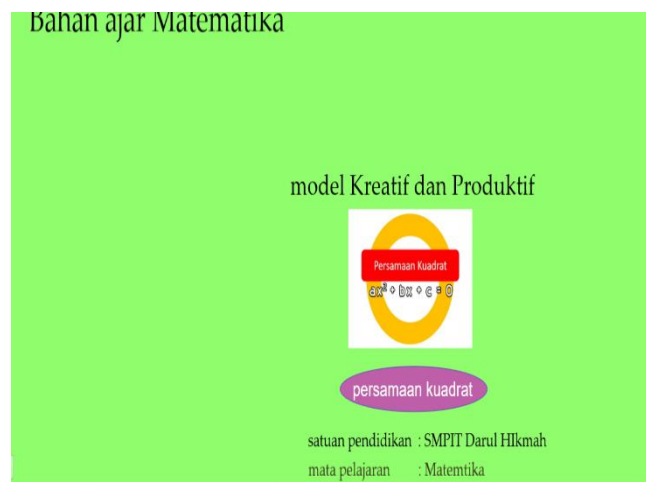 Bahan ajar Matematika
model Kreatif dan Produktif
Persamaan Kuadrat
ax² + bx + c = 0
persamaan kuadrat
satuan pendidikan : SMPIT Darul HIkmah
mata pelajaran : Matemtika